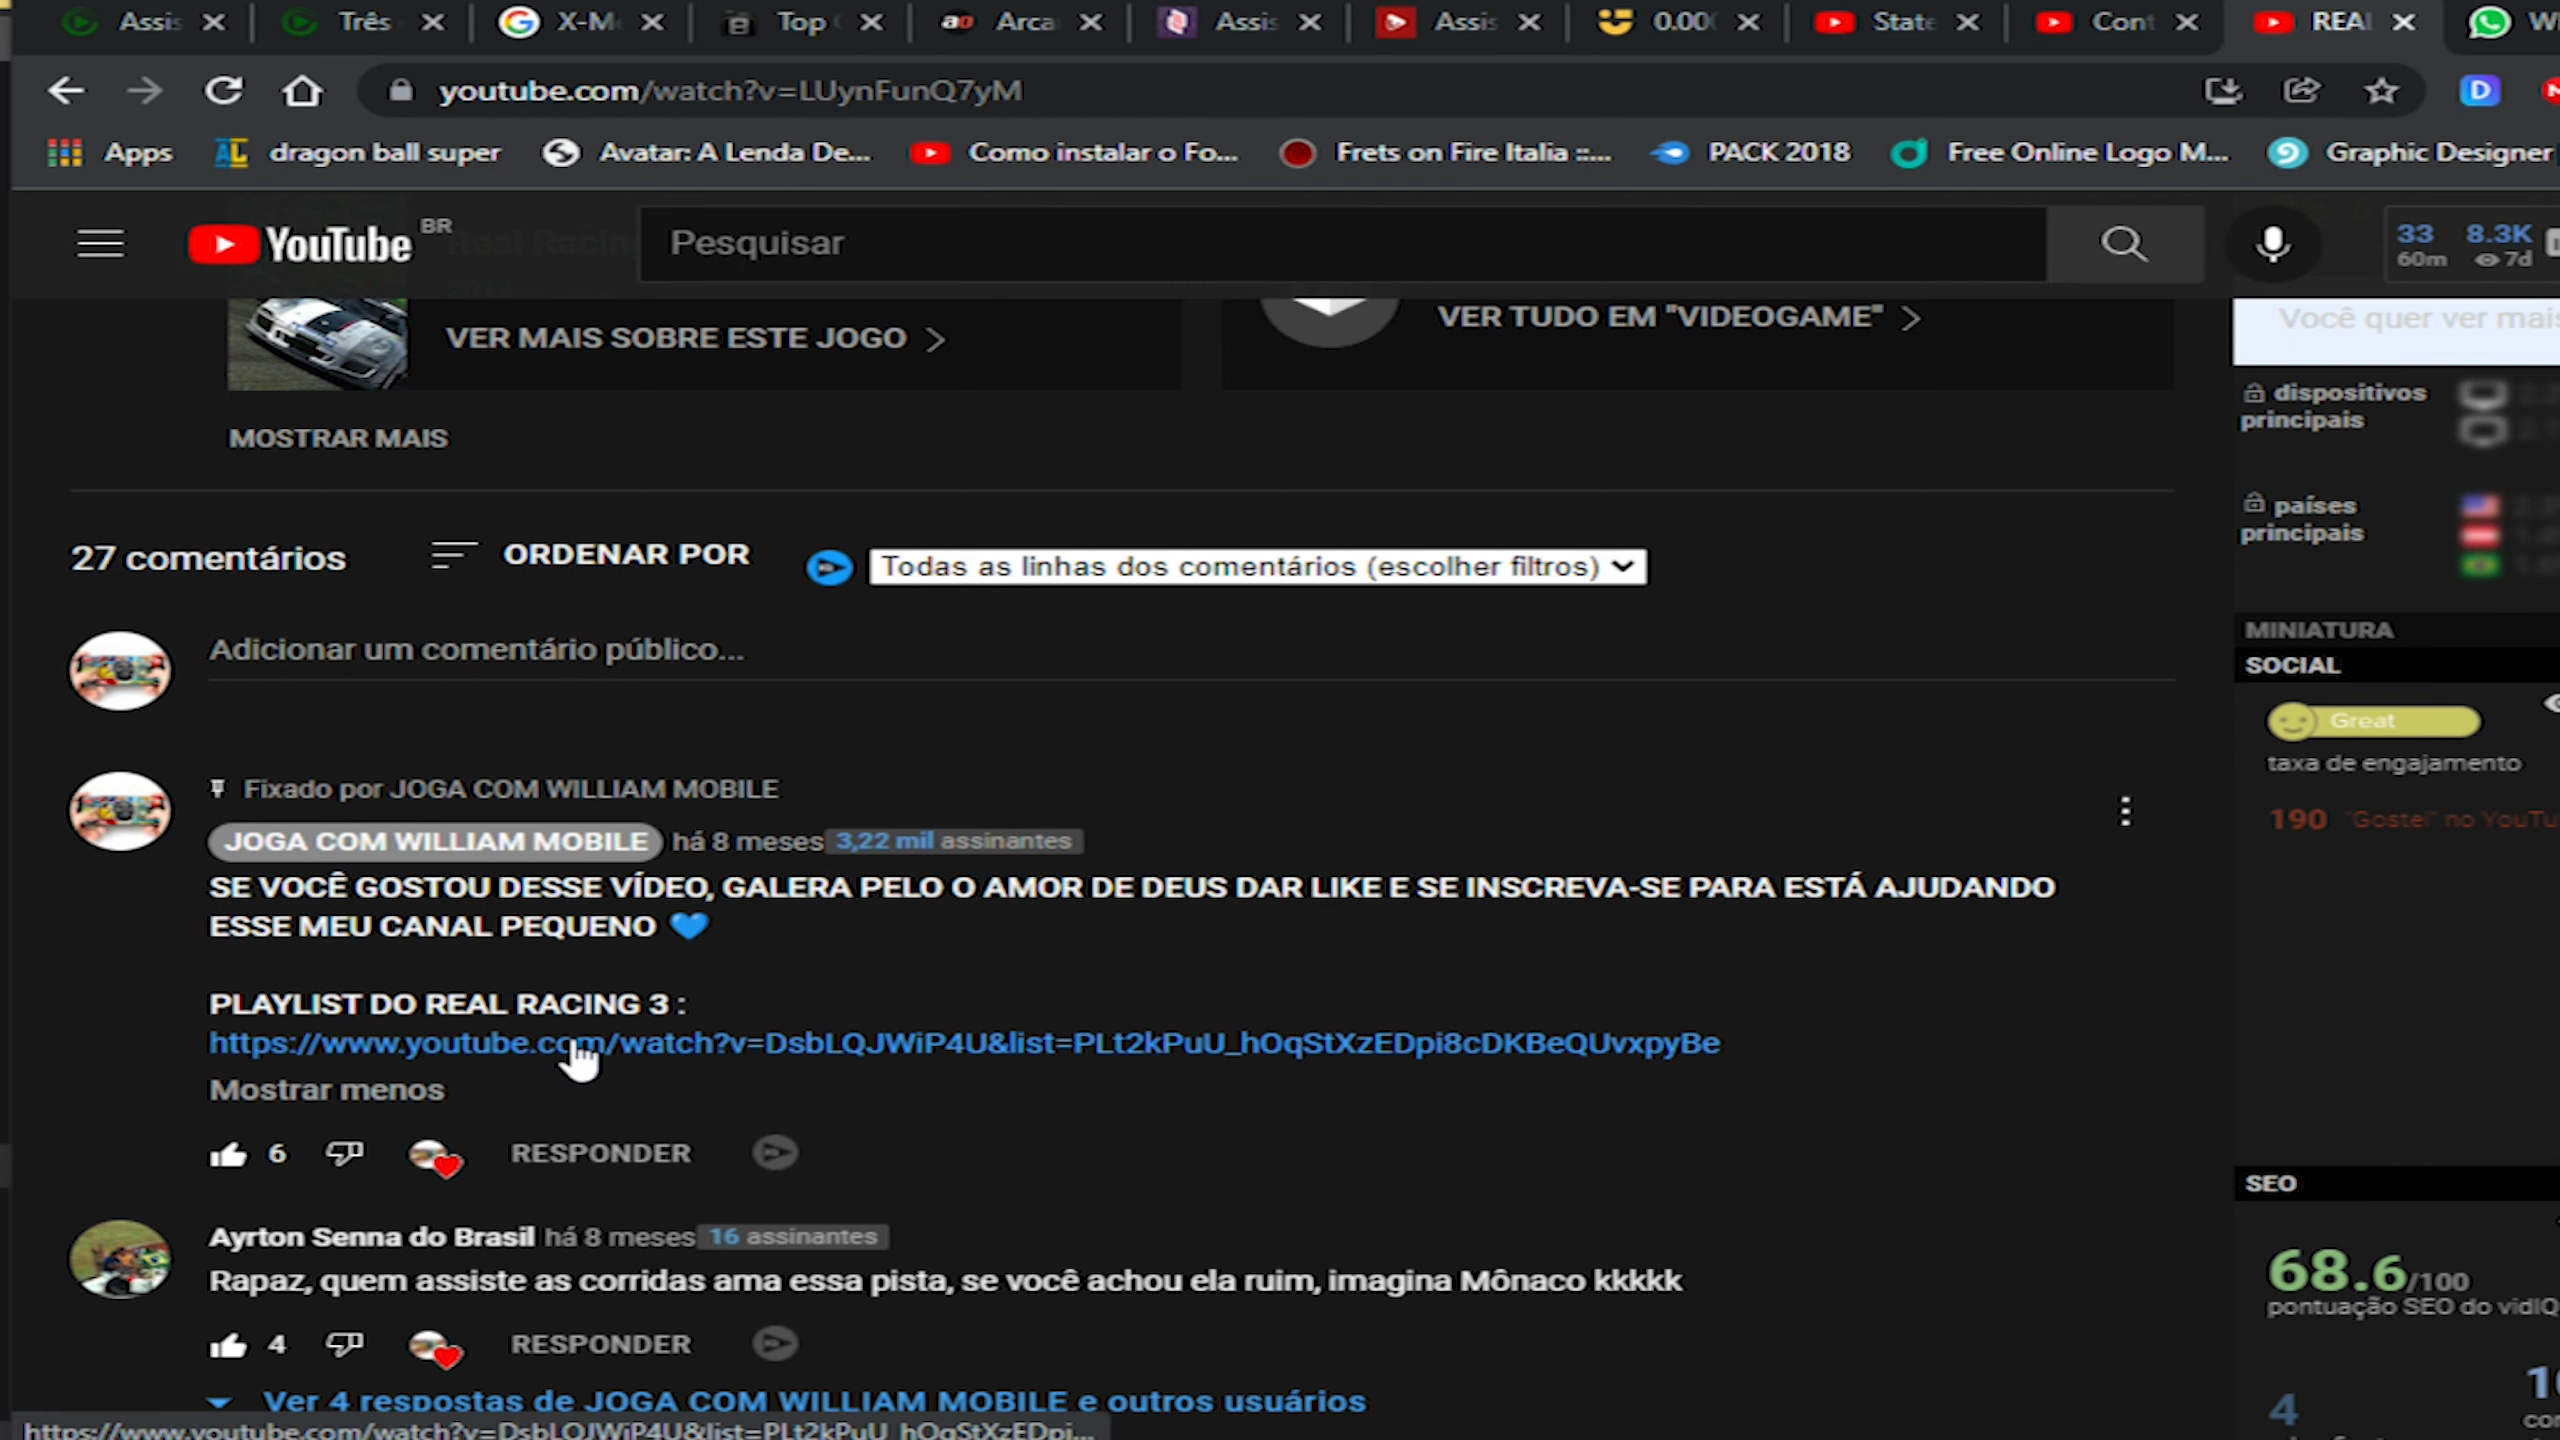 Assis
Três
X-M
Top
ao Arca
Assis
Assis
0.00
State
Cont
REAL
youtube.com/watch?v=LUynFunQ7yM
D
Apps
AL dragon ball super
Avatar: A Lenda De...
Como instalar o Fo...
Frets on Fire Italia ::...
PACK 2018
Free Online Logo M...
Graphic Designer
YouTube BR
Real Racing
Pesquisar
33 8.3K
60m 7d
VER MAIS SOBRE ESTE JOGO
VER TUDO EM "VIDEOGAME"
Você quer ver mais
MOSTRAR MAIS
dispositivos
principais
países
principais
27 comentários
ORDENAR POR
Todas as linhas dos comentários (escolher filtros)
Adicionar um comentário público...
MINIATURA
SOCIAL
Great
taxa de engajamento
190 "Gostei" no YouTu
Fixado por JOGA COM WILLIAM MOBILE
JOGA COM WILLIAM MOBILE há 8 meses 3,22 mil assinantes
SE VOCÊ GOSTOU DESSE VÍDEO, GALERA PELO O AMOR DE DEUS DAR LIKE E SE INSCREVA-SE PARA ESTÁ AJUDANDO
ESSE MEU CANAL PEQUENO 💙
PLAYLIST DO REAL RACING 3 :
https://www.youtube.com/watch?v=DsbLQJWiP4U&list=PLt2kPuU_hOqStXzEDpi8cDKBeQUvxpyBe
Mostrar menos
6 RESPONDER
SEO
68.6/100
pontuação SEO do vidIQ
Ayrton Senna do Brasil há 8 meses 16 assinantes
Rapaz, quem assiste as corridas ama essa pista, se você achou ela ruim, imagina Mônaco kkkkk
4 RESPONDER
Ver 4 respostas de JOGA COM WILLIAM MOBILE e outros usuários
4
https://www.youtube.com/watch?v=DsbLQJWiP4U&list=PLt2kPuU_hOqStXzEDpi...